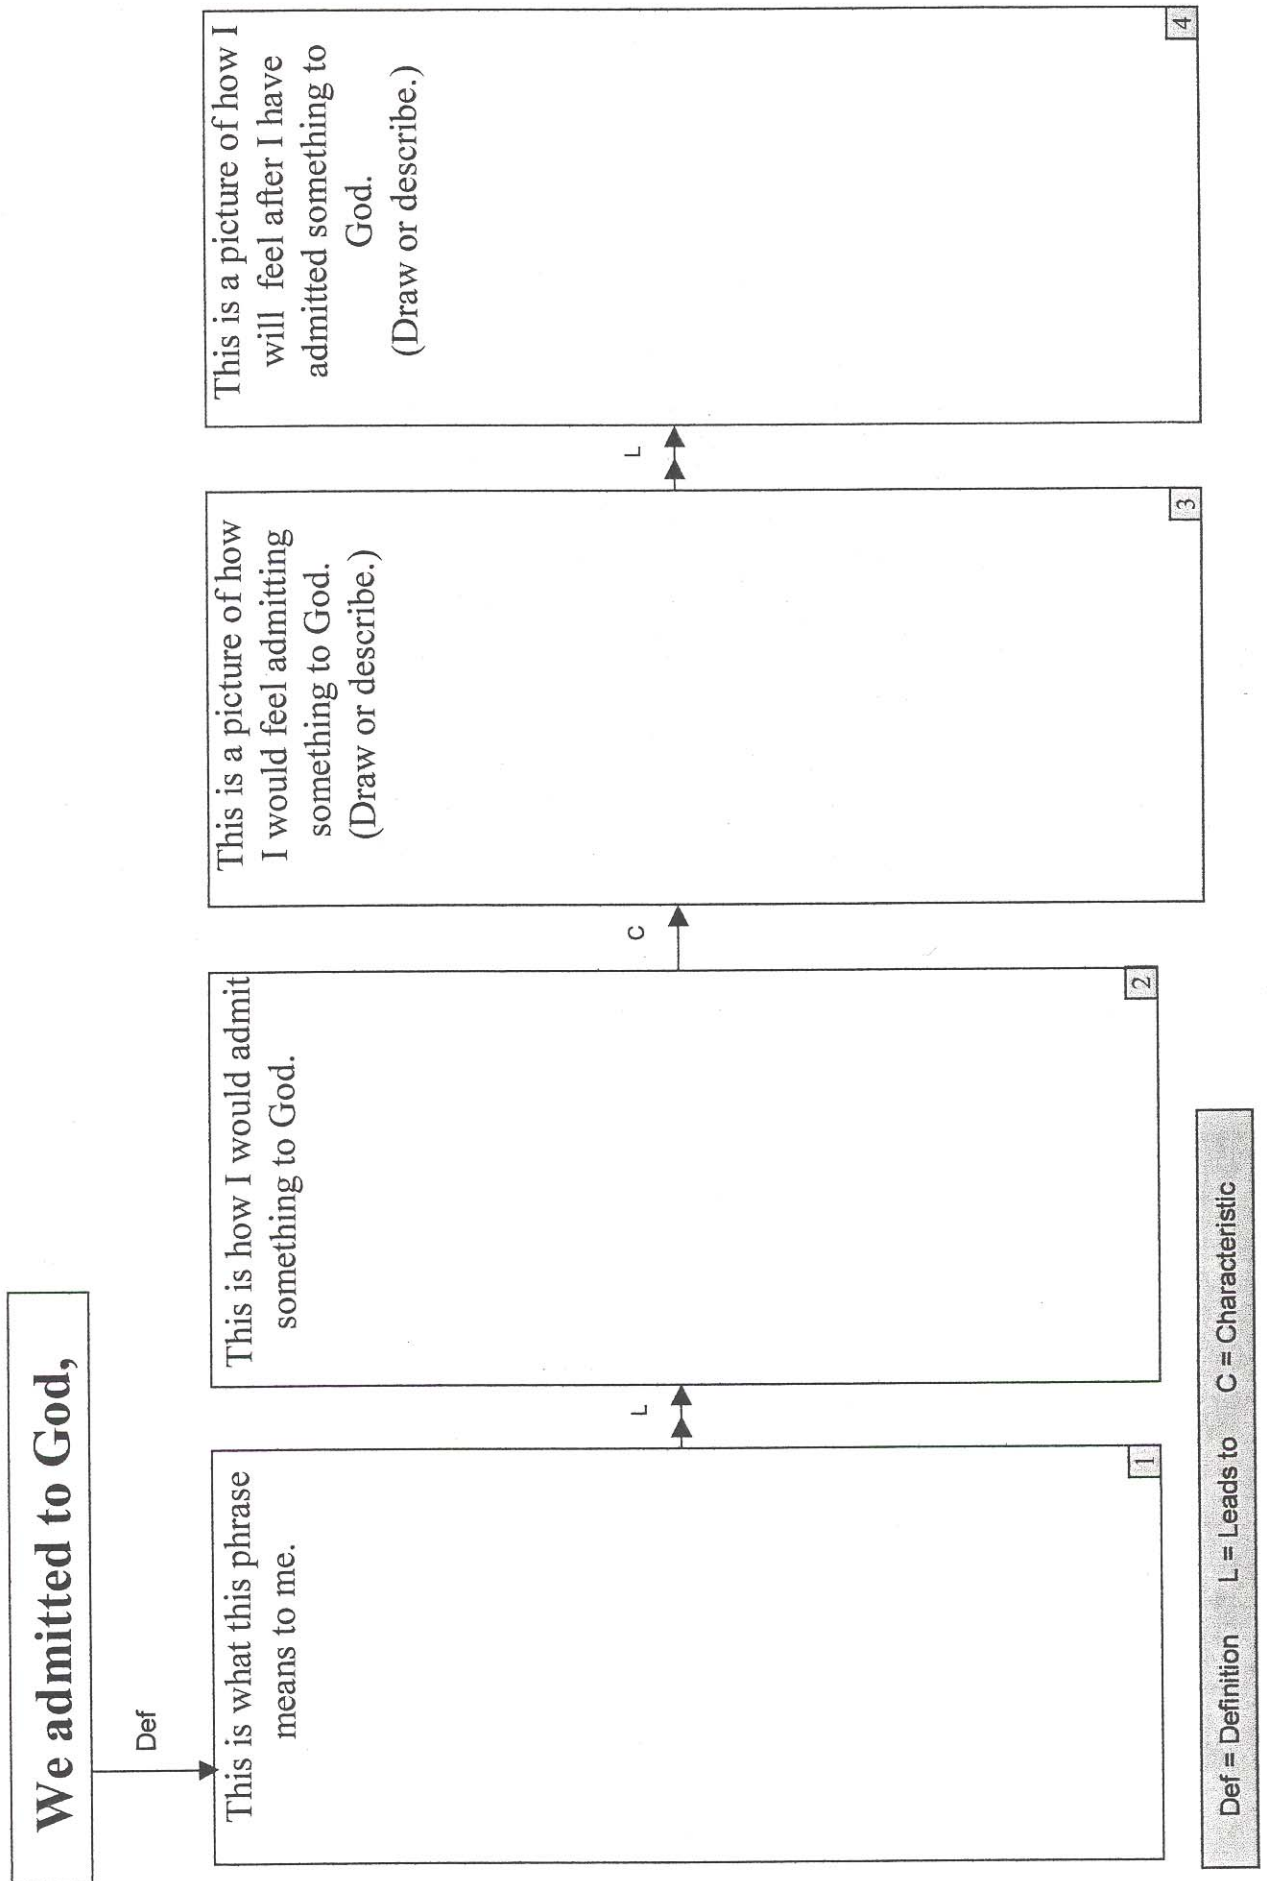 We admitted to God,
Def
This is what this phrase
means to me.
1
L
This is how I would admit
something to God.
2
C
This is a picture of how
I would feel admitting
something to God.
(Draw or describe.)
3
L
This is a picture of how I
will feel after I have
admitted something to
God.
(Draw or describe.)
4
Def = Definition L = Leads to C = Characteristic